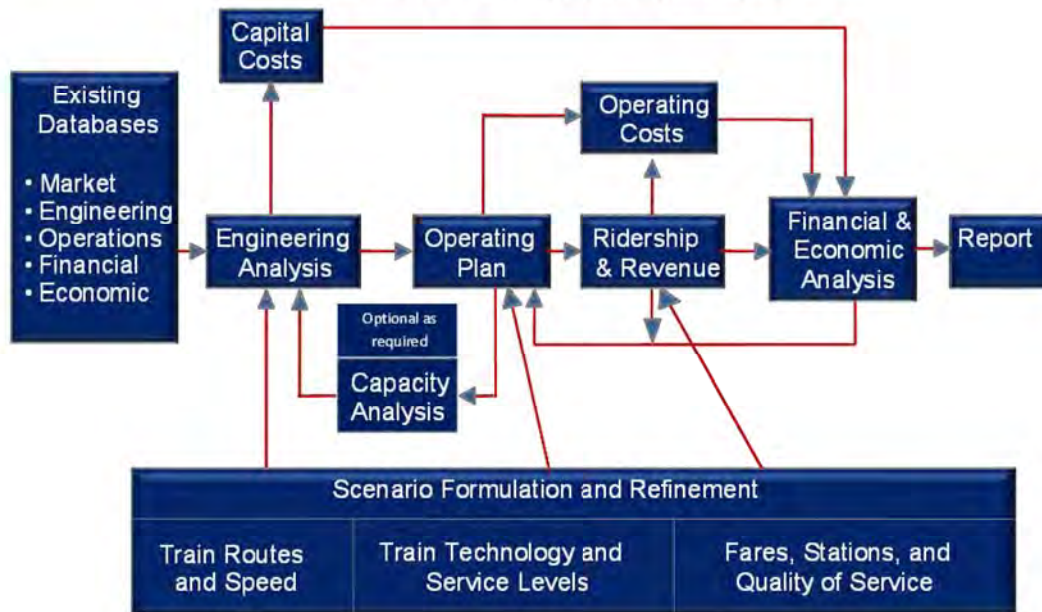 Capital
Costs
Existing
Databases
• Market
• Engineering
• Operations
• Financial
• Economic
Operating
Costs
Engineering
Analysis
Operating
Plan
Ridership
& Revenue
Financial &
Economic
Analysis
Report
Optional as
required
Capacity
Analysis
Scenario Formulation and Refinement
Train Routes
and Speed
Train Technology and
Service Levels
Fares, Stations, and
Quality of Service